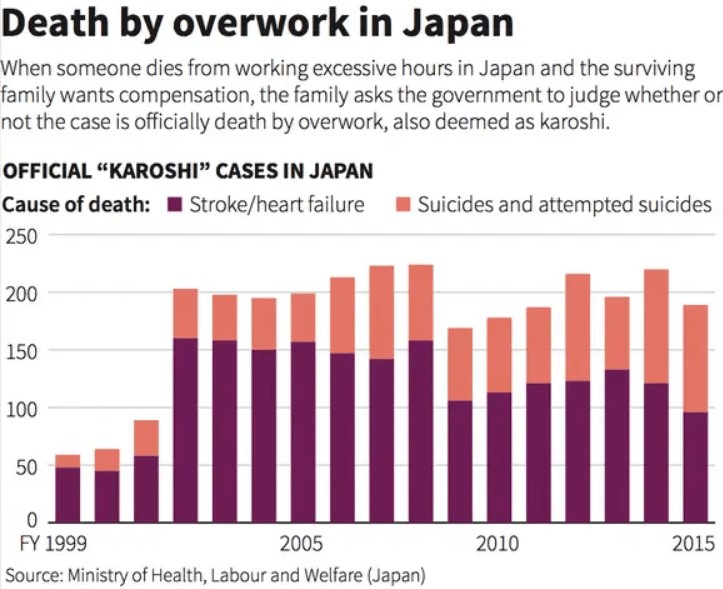 Death by overwork in Japan
When someone dies from working excessive hours in Japan and the surviving
family wants compensation, the family asks the government to judge whether or
not the case is officially death by overwork, also deemed as karoshi.
OFFICIAL “KAROSHI” CASES IN JAPAN
Cause of death: Stroke/heart failure Suicides and attempted suicides
250
200
150
100
50
0
FY 1999 2005 2010 2015
Source: Ministry of Health, Labour and Welfare (Japan)